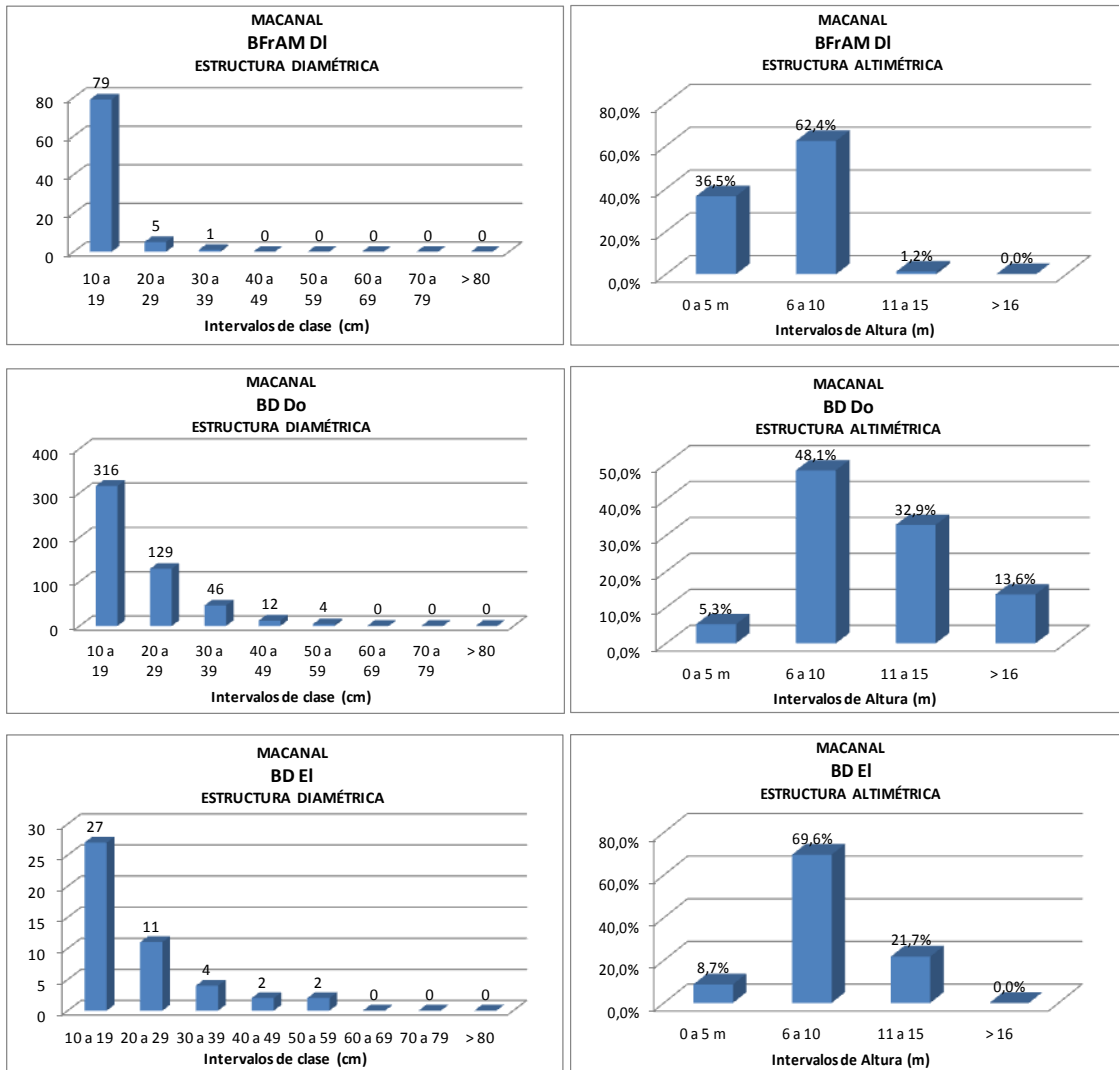 MACANAL
BFrAM Dl
ESTRUCTURA DIAMÉTRICA
79
80
60
40
20
0
5
1
0
0
0
0
0
10 a 19
20 a 29
30 a 39
40 a 49
50 a 59
60 a 69
70 a 79
> 80
Intervalos de clase (cm)
MACANAL
BFrAM Dl
ESTRUCTURA ALTIMÉTRICA
80,0%
60,0%
40,0%
20,0%
0,0%
36,5%
62,4%
1,2%
0,0%
0 a 5 m
6 a 10
11 a 15
> 16
Intervalos de Altura (m)
MACANAL
BD Do
ESTRUCTURA DIAMÉTRICA
400
300
200
100
0
316
129
46
12
4
0
0
0
10 a 19
20 a 29
30 a 39
40 a 49
50 a 59
60 a 69
70 a 79
> 80
Intervalos de clase (cm)
MACANAL
BD Do
ESTRUCTURA ALTIMÉTRICA
50,0%
40,0%
30,0%
20,0%
10,0%
0,0%
5,3%
48,1%
32,9%
13,6%
0 a 5 m
6 a 10
11 a 15
> 16
Intervalos de Altura (m)
MACANAL
BD El
ESTRUCTURA DIAMÉTRICA
30
25
20
15
10
5
0
27
11
4
2
2
0
0
0
10 a 19
20 a 29
30 a 39
40 a 49
50 a 59
60 a 69
70 a 79
> 80
Intervalos de clase (cm)
MACANAL
BD El
ESTRUCTURA ALTIMÉTRICA
80,0%
60,0%
40,0%
20,0%
0,0%
8,7%
69,6%
21,7%
0,0%
0 a 5 m
6 a 10
11 a 15
> 16
Intervalos de Altura (m)